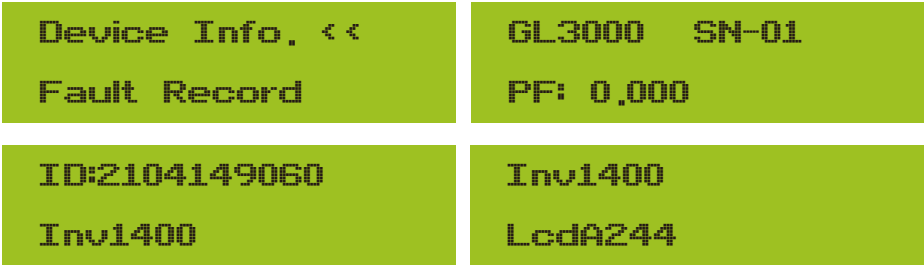 Device Info. <<
Fault Record
GL3000 SN-01
PF: 0.000
ID:2104149060
Inv1400
Inv1400
LcdA244